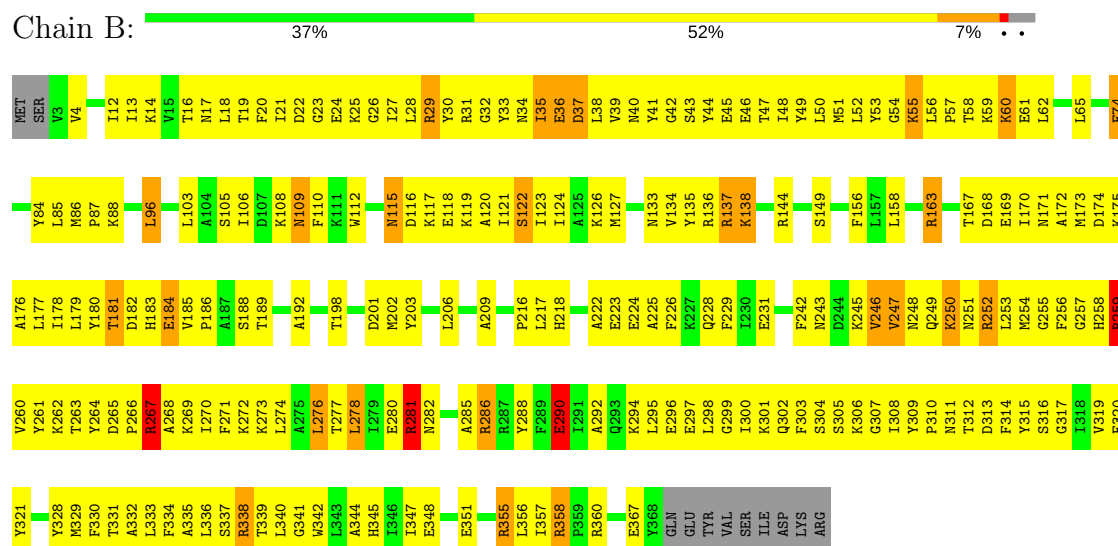 Chain B:
37% 52% 7% • •
MET SER V3 V4 I12 I13 K14 V15 T16 N17 L18 T19 F20 I21 D22 G23 E24 K25 G26 I27 L28 R29 Y30 R31 G32 Y33 N34 I35 E36 D37 L38 V39 N40 Y41 G42 S43 Y44 E45 E46 T47 I48 Y49 L50 M51 L52 Y53 G54 K55 L56 P57 T58 K59 K60 E61 L62 L65
Y84 L85 M86 P87 K88 L96 L103 A104 S105 I106 D107 K108 N109 F110 K111 W112 N115 D116 K117 E118 K119 A120 I121 S122 I123 I124 A125 K126 M127 N133 V134 Y135 R136 R137 K138 R144 S149 F156 L157 L158 R163 T167 D168 E169 I170 N171 A172 M173 D174 K175
A176 L177 I178 L179 Y180 T181 D182 H183 E184 V185 P186 A187 S188 T189 A192 T198 D201 M202 Y203 L206 A209 P216 L217 H218 A222 E223 E224 A225 F226 K227 Q228 F229 I230 E231 F242 N243 D244 K245 V246 V247 N248 Q249 K250 N251 R252 L253 M254 G255 F256 G257 H258 R259
V260 Y261 K262 T263 Y264 D265 P266 R267 A268 K269 I270 F271 K272 K273 L274 A275 L276 T277 L278 I279 E280 R281 N282 A285 R286 R287 Y288 F289 E290 I291 A292 Q293 K294 L295 E296 E297 L298 G299 I300 K301 Q302 F303 S304 S305 K306 G307 I308 Y309 P310 N311 T312 D313 F314 Y315 S316 G317 I318 V319
Y321 Y328 M329 F330 T331 A332 L333 F334 A335 L336 S337 R338 T339 L340 G341 W342 L343 A344 H345 I346 I347 E348 E351 R355 L356 I357 R358 P359 R360 E367 Y368 GLN GLU TYR VAL SER ILE ASP LYS ARG